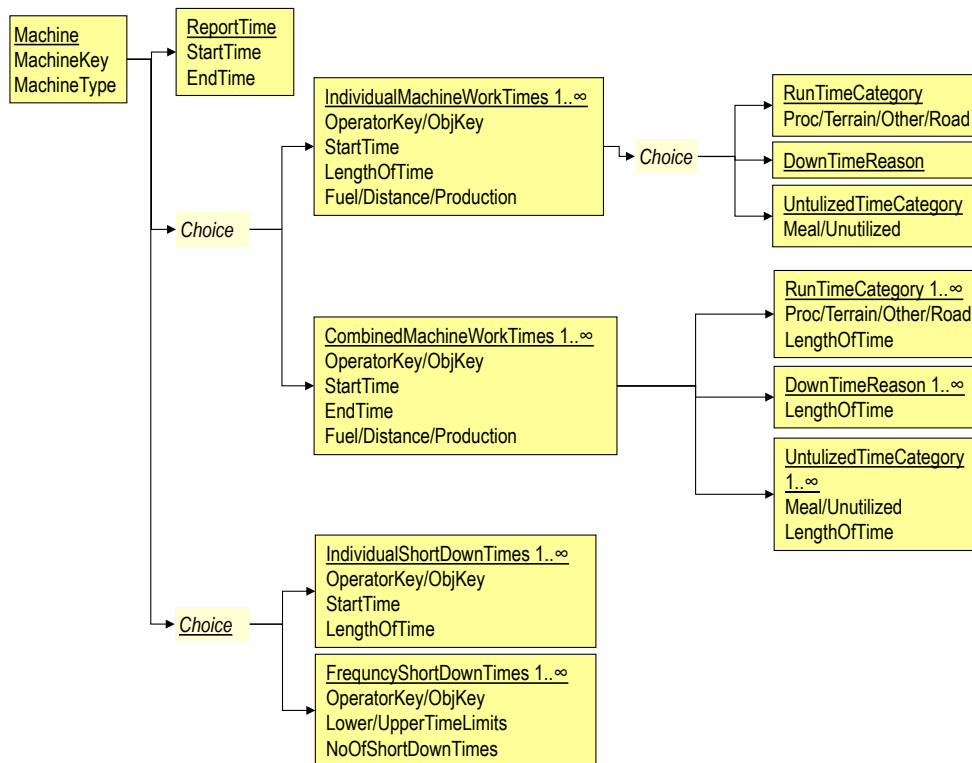 Machine
MachineKey
MachineType
ReportTime
StartTime
EndTime
IndividualMachineWorkTimes 1..∞
OperatorKey/ObjKey
StartTime
LengthOfTime
Fuel/Distance/Production
Choice
RunTimeCategory
Proc/Terrain/Other/Road
DownTimeReason
UntulizedTimeCategory
Meal/Unutilized
Choice
CombinedMachineWorkTimes 1..∞
OperatorKey/ObjKey
StartTime
EndTime
Fuel/Distance/Production
RunTimeCategory 1..∞
Proc/Terrain/Other/Road
LengthOfTime
DownTimeReason 1..∞
LengthOfTime
UntulizedTimeCategory
1..∞
Meal/Unutilized
LengthOfTime
Choice
IndividualShortDownTimes 1..∞
OperatorKey/ObjKey
StartTime
LengthOfTime
FrequncyShortDownTimes 1..∞
OperatorKey/ObjKey
Lower/UpperTimeLimits
NoOfShortDownTimes